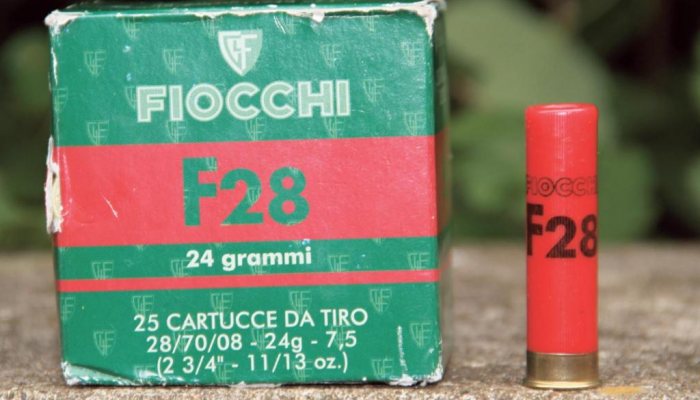 FIOCCHI
F28
24 grammi
25 CARTUCCE DA TIRO
28/70/08 - 24g - 7,5
(2 3/4" - 11/13 oz.)
FIOCCHI
F28